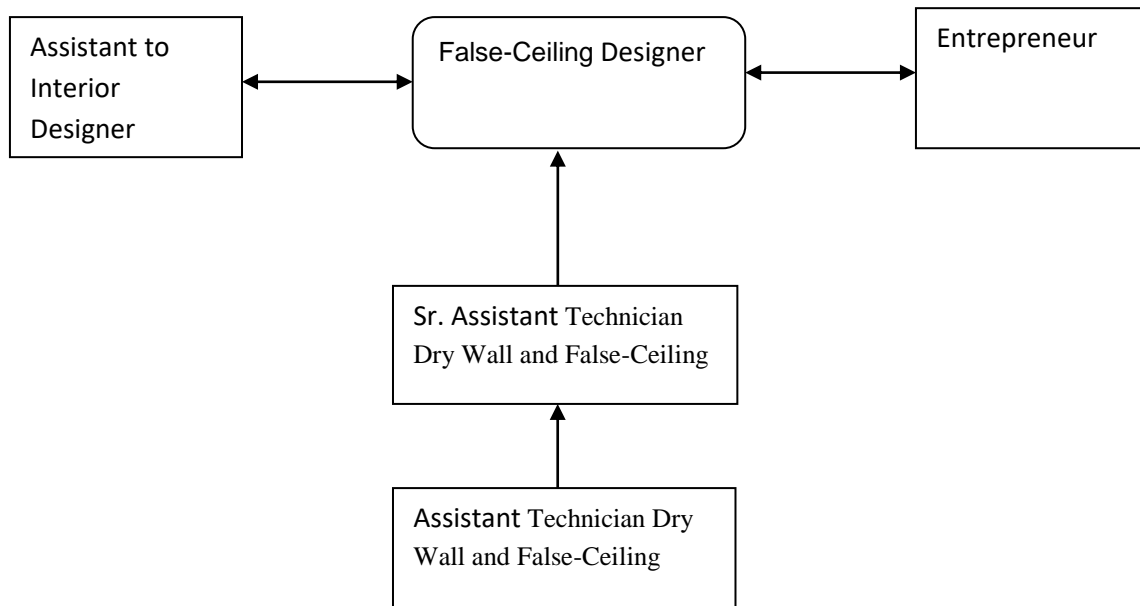 Assistant to
Interior
Designer
False-Ceiling Designer
Entrepreneur
Sr. Assistant Technician
Dry Wall and False-Ceiling
Assistant Technician Dry
Wall and False-Ceiling